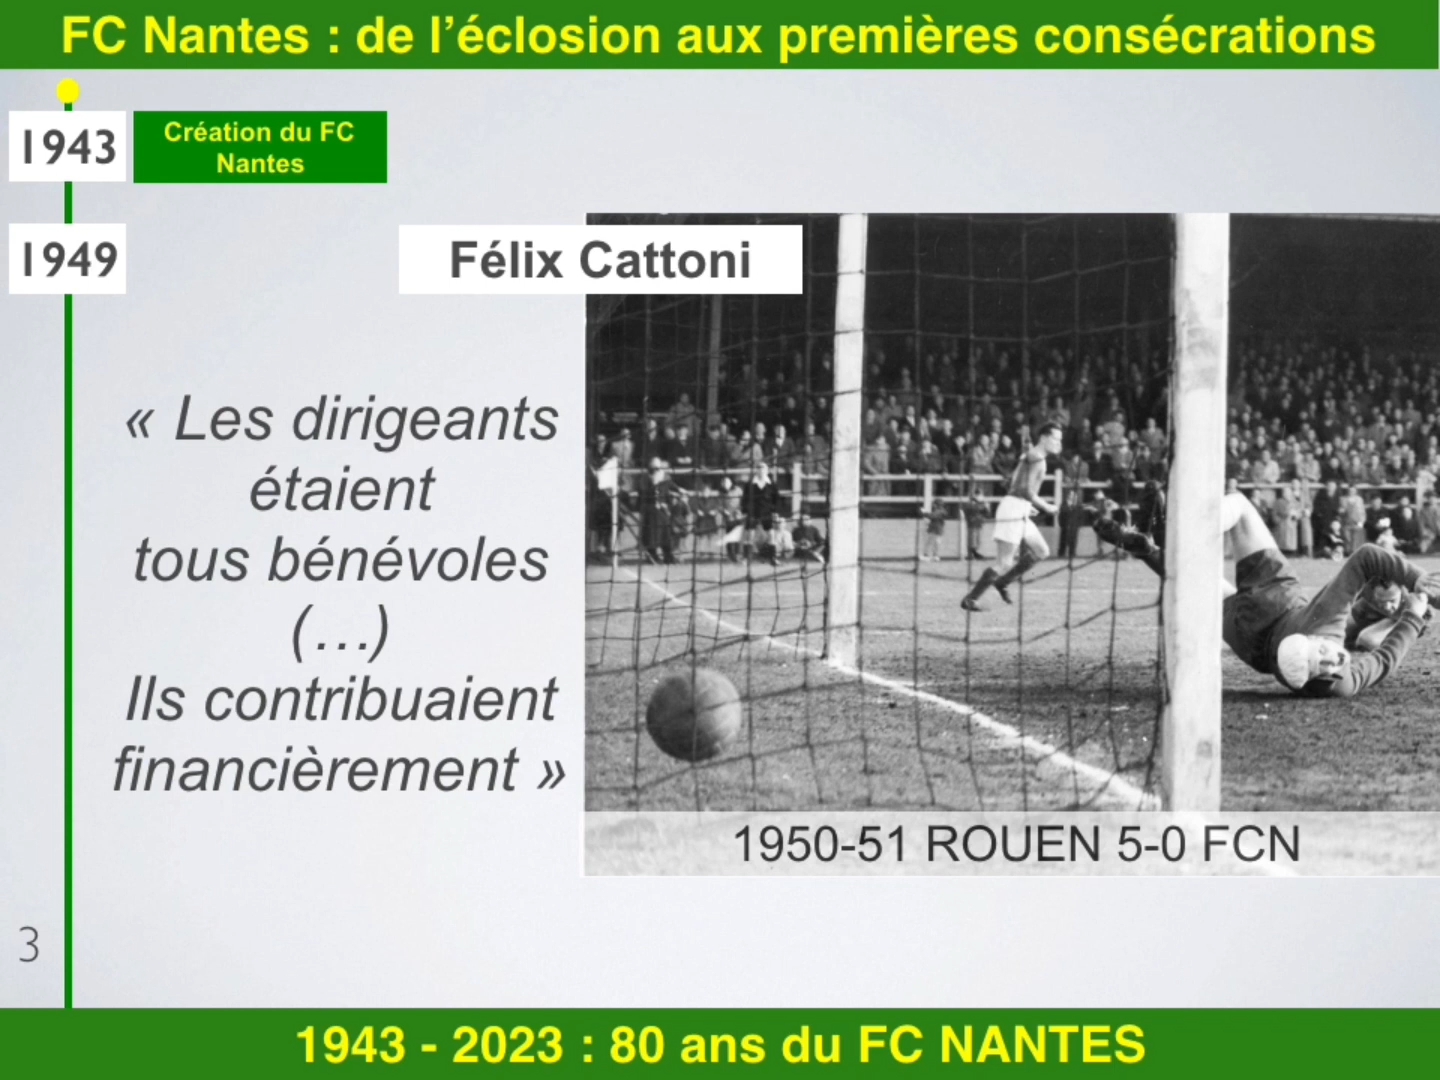 FC Nantes : de l’éclosion aux premières consécrations
1943
Création du FC
Nantes
1949
Félix Cattoni
« Les dirigeants
étaient
tous bénévoles
(…)
Ils contribuaient
financièrement »
1950-51 ROUEN 5-0 FCN
3
1943 - 2023 : 80 ans du FC NANTES